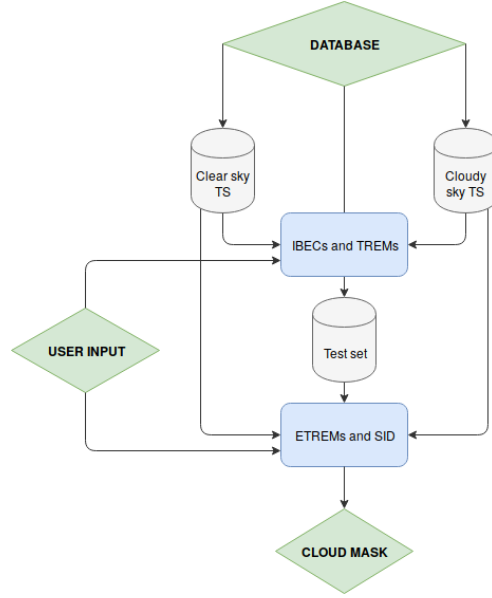 DATABASE
Clear sky
TS
Cloudy
sky TS
IBECs and TREMs
USER INPUT
Test set
ETREMs and SID
CLOUD MASK